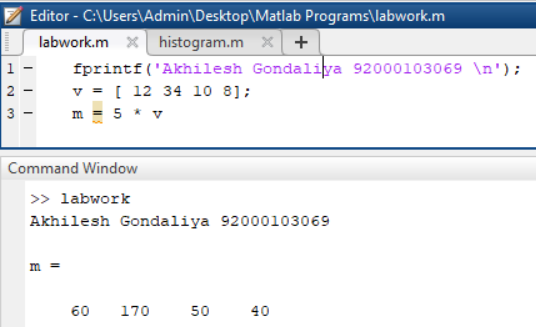 Editor - C:\Users\Admin\Desktop\Matlab Programs\labwork.m
labwork.m × histogram.m × +
1 - fprintf('Akhilesh Gondaliya 92000103069 \n');
2 - v = [ 12 34 10 8];
3 - m = 5 * v
Command Window
>> labwork
Akhilesh Gondaliya 92000103069
m =
60 170 50 40